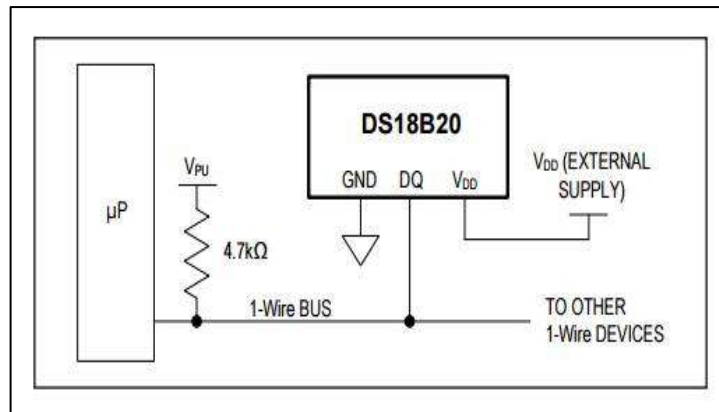 DS18B20
GND DQ VDD
VPU
VDD (EXTERNAL
SUPPLY)
µP
4.7kΩ
1-Wire BUS
TO OTHER
1-Wire DEVICES